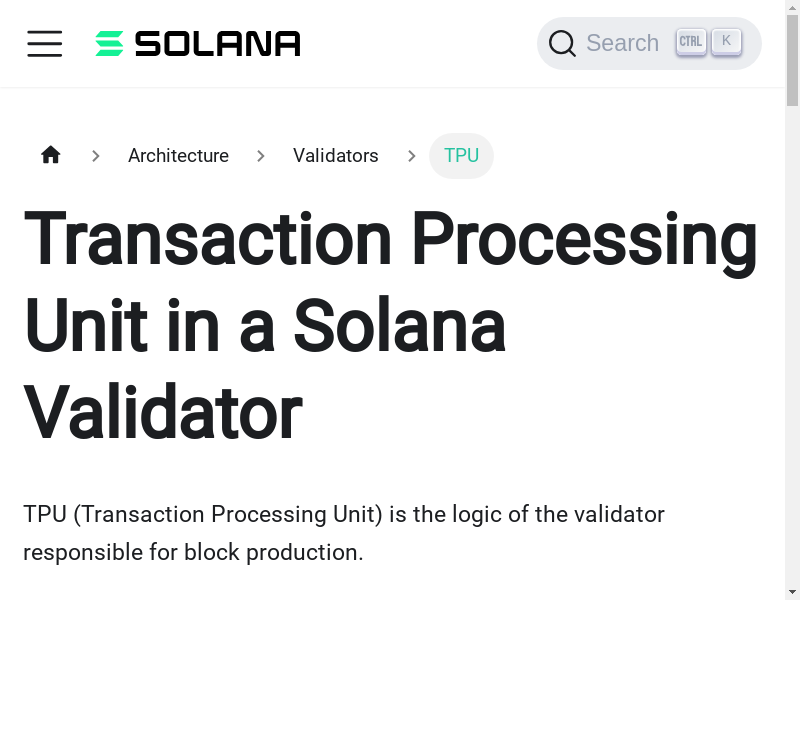 SOLANA
Search CTRL K
Architecture Validators TPU
Transaction Processing
Unit in a Solana
Validator
TPU (Transaction Processing Unit) is the logic of the validator
responsible for block production.